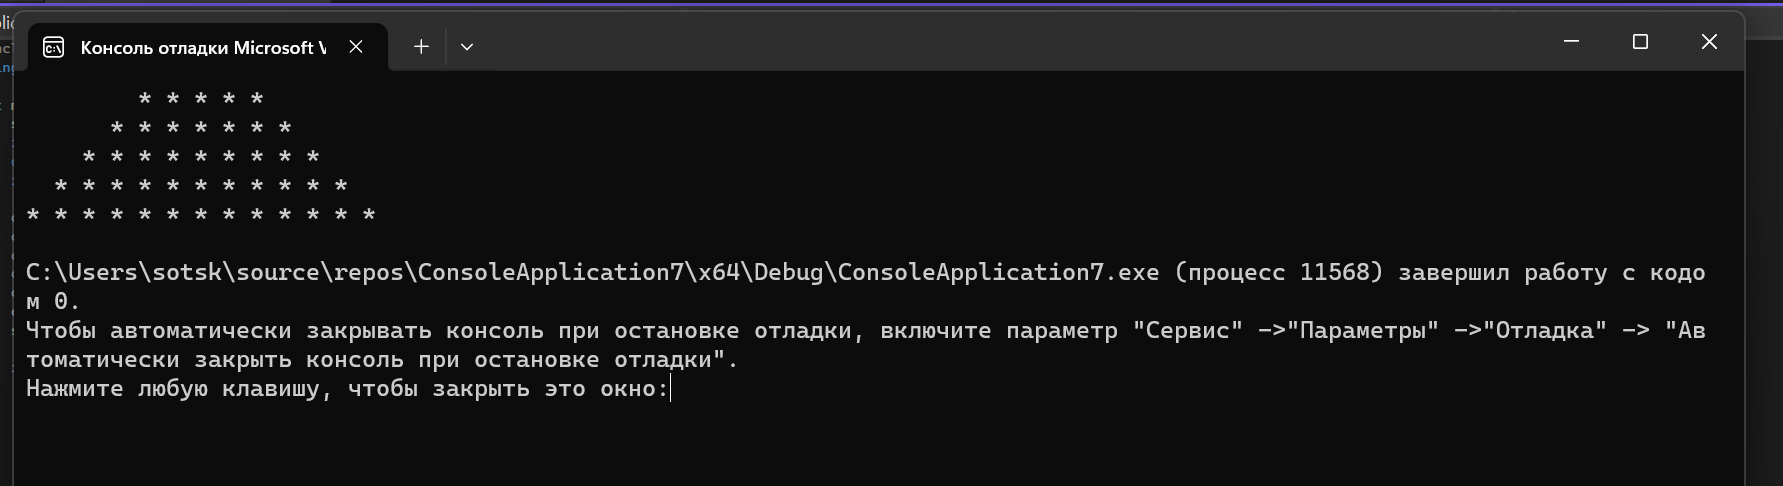 Консоль отладки Microsoft V
* * * * *
* * * * * * *
* * * * * * * * *
* * * * * * * * * * *
* * * * * * * * * * * * *
C:\Users\sotsk\source\repos\ConsoleApplication7\x64\Debug\ConsoleApplication7.exe (процесс 11568) завершил работу с кодо
м 0.
Чтобы автоматически закрывать консоль при остановке отладки, включите параметр "Сервис" ->"Параметры" ->"Отладка" -> "Ав
томатически закрыть консоль при остановке отладки".
Нажмите любую клавишу, чтобы закрыть это окно: